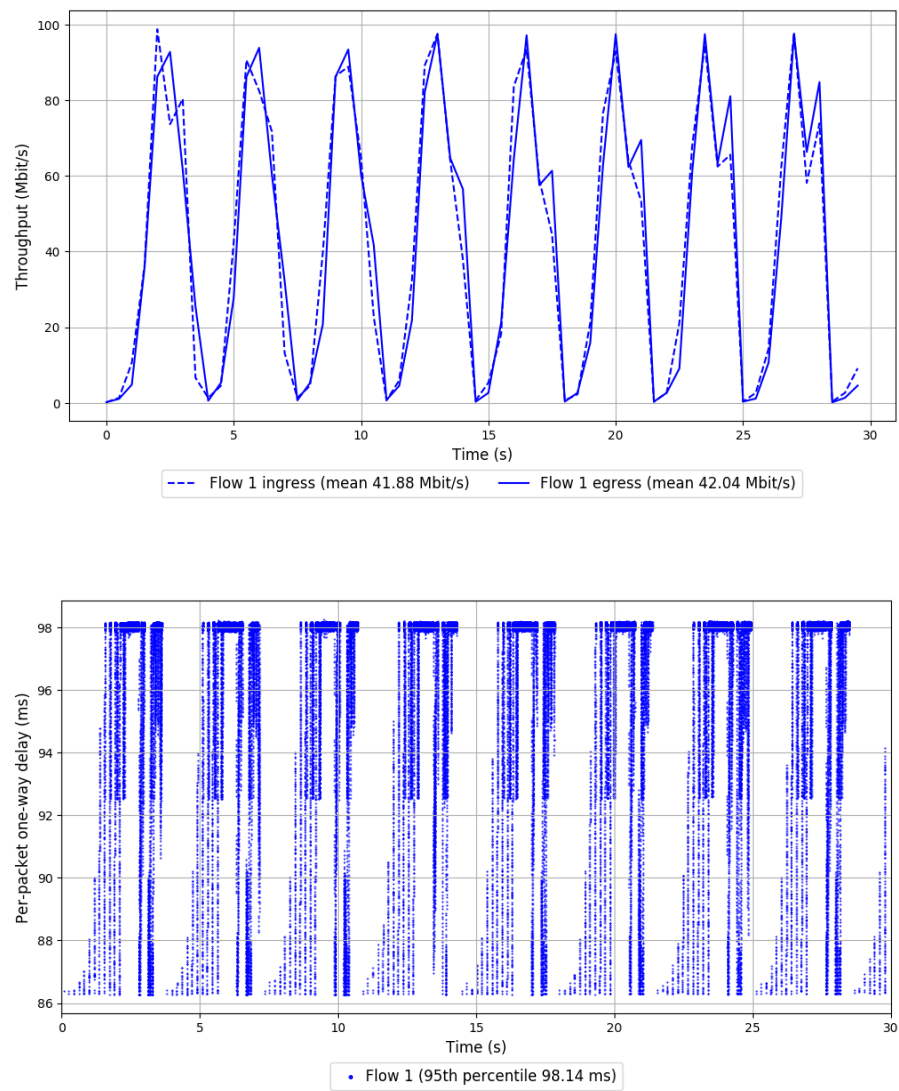 100
80
60
40
20
0
Throughput (Mbit/s)
0 5 10 15 20 25 30
Time (s)
Flow 1 ingress (mean 41.88 Mbit/s) Flow 1 egress (mean 42.04 Mbit/s)
98
96
94
92
90
88
86
Per-packet one-way delay (ms)
0 5 10 15 20 25 30
Time (s)
Flow 1 (95th percentile 98.14 ms)